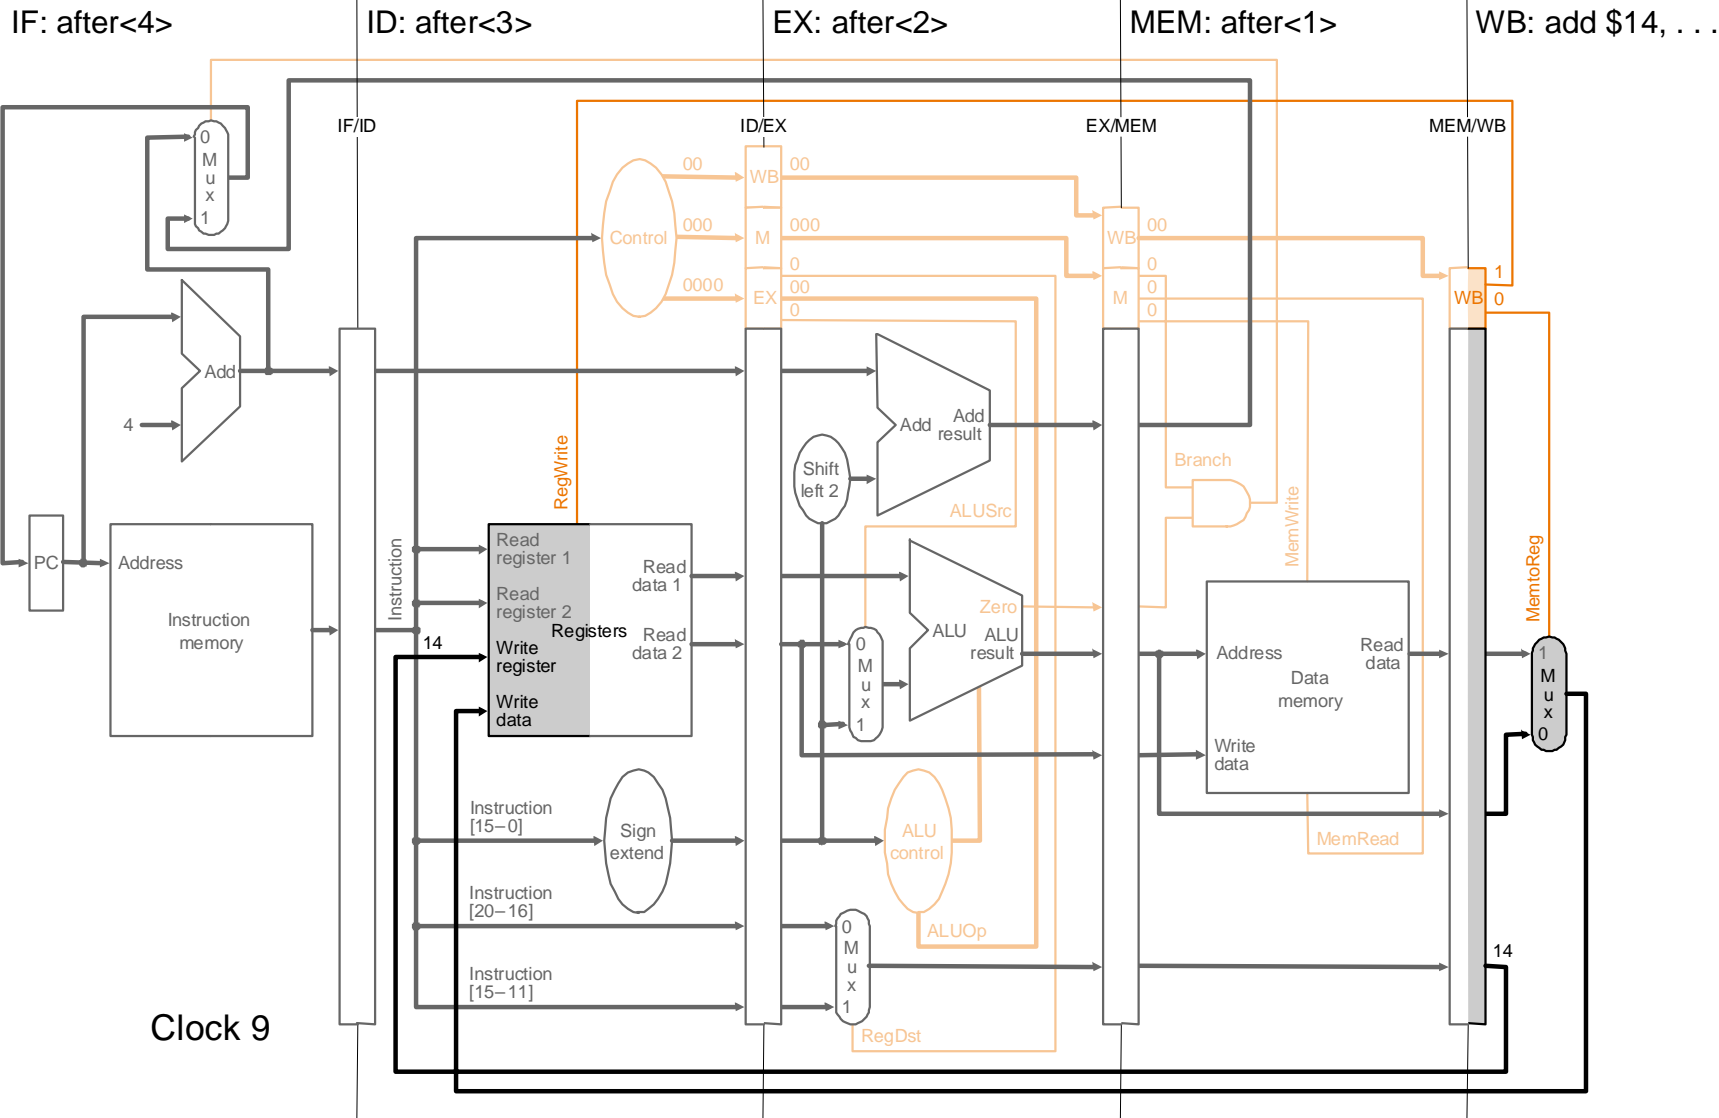 IF: after<4>
ID: after<3>
EX: after<2>
MEM: after<1>
WB: add $14, . . .
IF/ID
ID/EX
EX/MEM
MEM/WB
0
M
u
x
1
Control
00
000
0000
WB
M
EX
00
000
0
00
0
WB
M
00
0
0
0
WB
1
0
Add
4
RegWrite
Shift
left 2
Add
Add
result
ALUSrc
Branch
MemWrite
MemtoReg
PC
Address
Instruction
memory
Instruction
Read
register 1
Read
register 2
Registers
Write
register
Write
data
Read
data 1
Read
data 2
14
0
M
u
x
1
Zero
ALU
ALU
result
Address
Read
data
Data
memory
Write
data
1
M
u
x
0
Instruction
[15–0]
Sign
extend
ALU
control
MemRead
Instruction
[20–16]
0
M
u
x
1
ALUOp
14
Instruction
[15–11]
RegDst
Clock 9